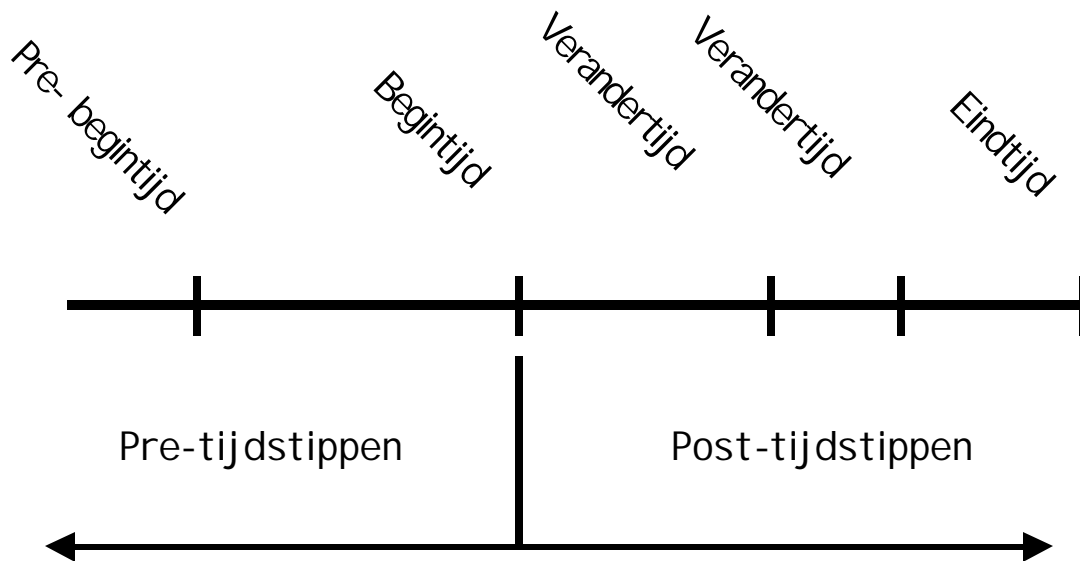 Pre- begintijd
Begintijd
Verandertijd
Verandertijd
Eindtijd
Pre-tijdstippen
Post-tijdstippen